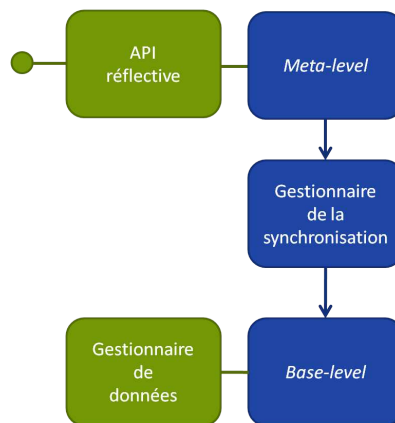 API
réflective
Meta-level
Gestionnaire
de la
synchronisation
Gestionnaire
de
données
Base-level